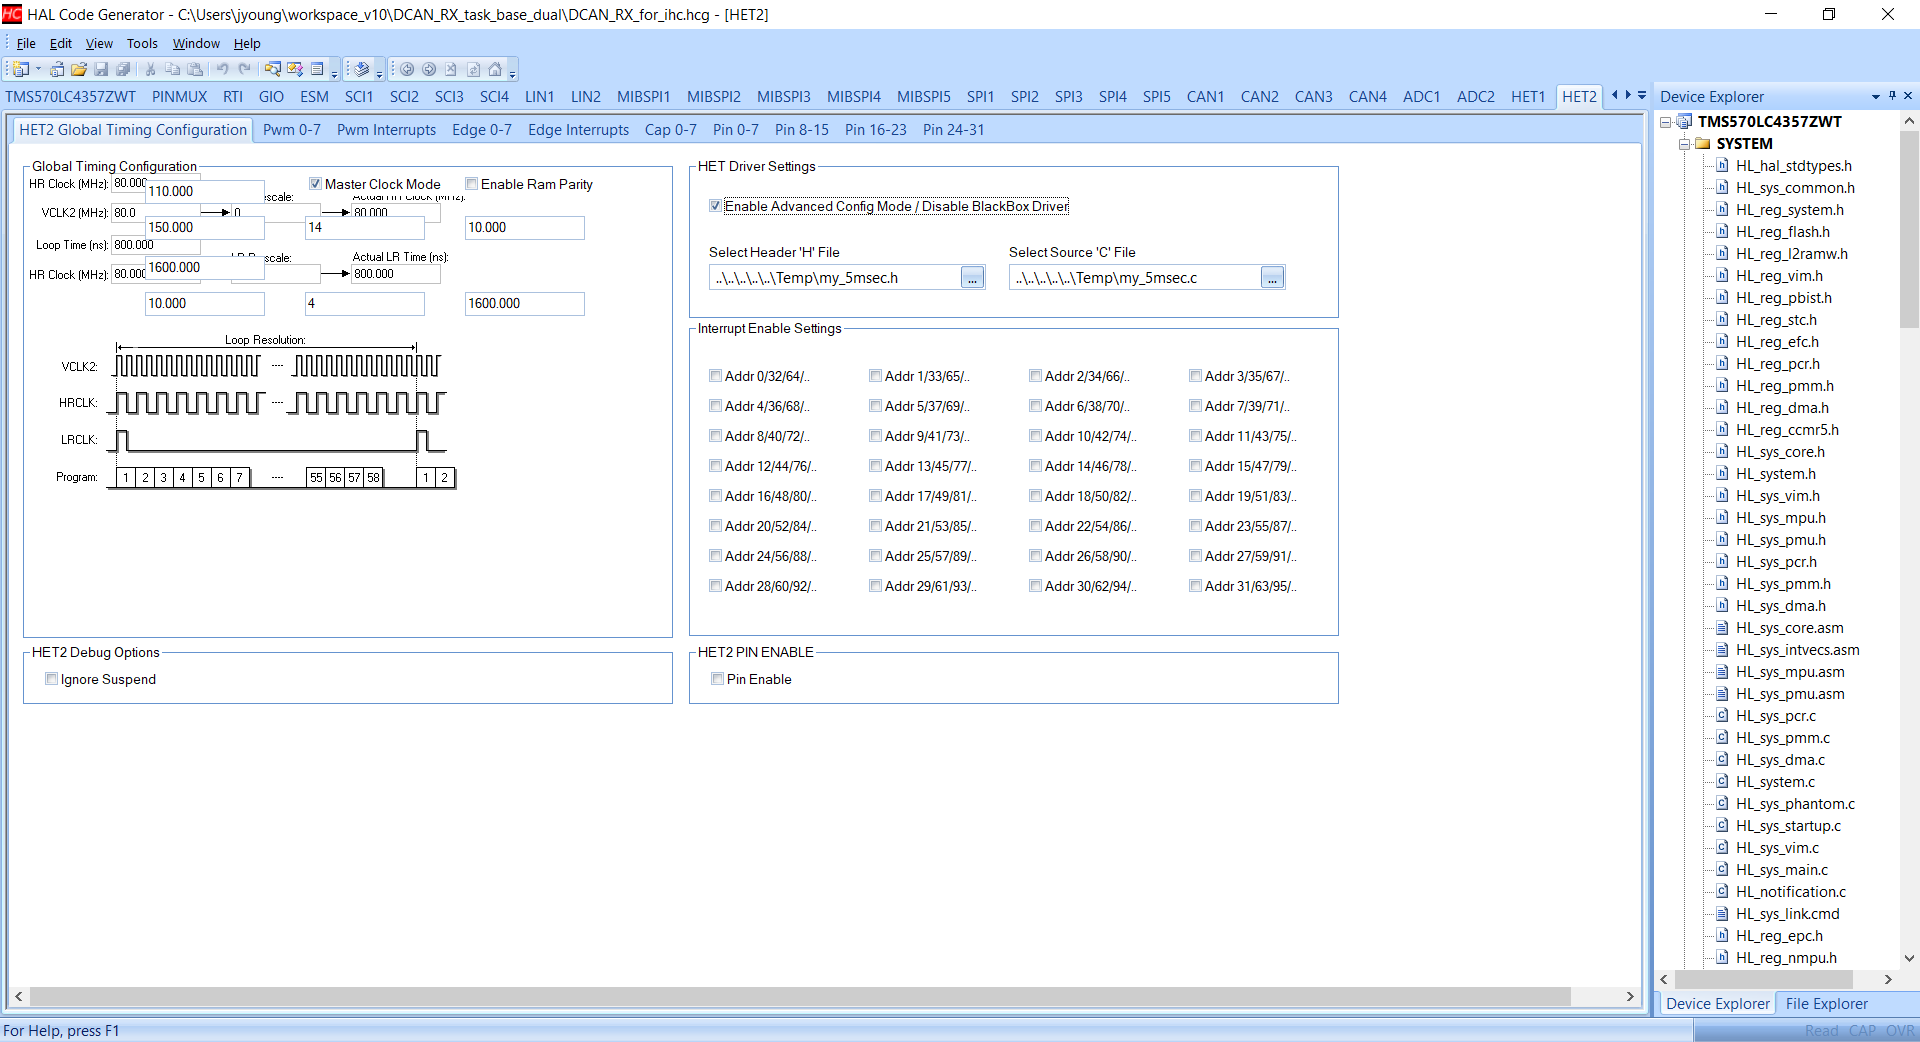 HAL Code Generator - C:\Users\jyoung\workspace_v10\DCAN_RX_task_base_dual\DCAN_RX_for_ihc.hcg - [HET2]
File Edit View Tools Window Help
TMS570LC4357ZWT PINMUX RTI GIO ESM SCI1 SCI2 SCI3 SCI4 LIN1 LIN2 MIBSPI1 MIBSPI2 MIBSPI3 MIBSPI4 MIBSPI5 SPI1 SPI2 SPI3 SPI4 SPI5 CAN1 CAN2 CAN3 CAN4 ADC1 ADC2 HET1 HET2
HET2 Global Timing Configuration Pwm 0-7 Pwm Interrupts Edge 0-7 Edge Interrupts Cap 0-7 Pin 0-7 Pin 8-15 Pin 16-23 Pin 24-31
Global Timing Configuration
HR Clock (MHz): 80.000 110.000 Master Clock Mode Enable Ram Parity
escale: Actual HR Clock (MHz):
VCLK2 (MHz): 80.0 0 80.000
150.000 14 10.000
Loop Time (ns): 800.000
escale: Actual LR Time (ns):
1600.000
HR Clock (MHz): 80.000 800.000
10.000 4 1600.000
Loop Resolution:
VCLK2: ....
HRCLK: ....
LRCLK:
Program: 1 2 3 4 5 6 7 .... 55 56 57 58 1 2
HET2 Debug Options
Ignore Suspend
HET Driver Settings
Enable Advanced Config Mode / Disable BlackBox Driver
Select Header 'H' File Select Source 'C' File
..\..\..\..\..\Temp\my_5msec.h ... ..\..\..\..\..\Temp\my_5msec.c ...
Interrupt Enable Settings
Addr 0/32/64/.. Addr 1/33/65/.. Addr 2/34/66/.. Addr 3/35/67/..
Addr 4/36/68/.. Addr 5/37/69/.. Addr 6/38/70/.. Addr 7/39/71/..
Addr 8/40/72/.. Addr 9/41/73/.. Addr 10/42/74/.. Addr 11/43/75/..
Addr 12/44/76/.. Addr 13/45/77/.. Addr 14/46/78/.. Addr 15/47/79/..
Addr 16/48/80/.. Addr 17/49/81/.. Addr 18/50/82/.. Addr 19/51/83/..
Addr 20/52/84/.. Addr 21/53/85/.. Addr 22/54/86/.. Addr 23/55/87/..
Addr 24/56/88/.. Addr 25/57/89/.. Addr 26/58/90/.. Addr 27/59/91/..
Addr 28/60/92/.. Addr 29/61/93/.. Addr 30/62/94/.. Addr 31/63/95/..
HET2 PIN ENABLE
Pin Enable
Device Explorer
TMS570LC4357ZWT
SYSTEM
HL_hal_stdtypes.h
HL_sys_common.h
HL_reg_system.h
HL_reg_flash.h
HL_reg_l2ramw.h
HL_reg_vim.h
HL_reg_pbist.h
HL_reg_stc.h
HL_reg_efc.h
HL_reg_pcr.h
HL_reg_pmm.h
HL_reg_dma.h
HL_reg_ccmr5.h
HL_sys_core.h
HL_system.h
HL_sys_vim.h
HL_sys_mpu.h
HL_sys_pmu.h
HL_sys_pcr.h
HL_sys_pmm.h
HL_sys_dma.h
HL_sys_core.asm
HL_sys_intvecs.asm
HL_sys_mpu.asm
HL_sys_pmu.asm
HL_sys_pcr.c
HL_sys_pmm.c
HL_sys_dma.c
HL_system.c
HL_sys_phantom.c
HL_sys_startup.c
HL_sys_vim.c
HL_sys_main.c
HL_notification.c
HL_sys_link.cmd
HL_reg_epc.h
HL_reg_nmpu.h
Device Explorer File Explorer
For Help, press F1
Read CAP OVR